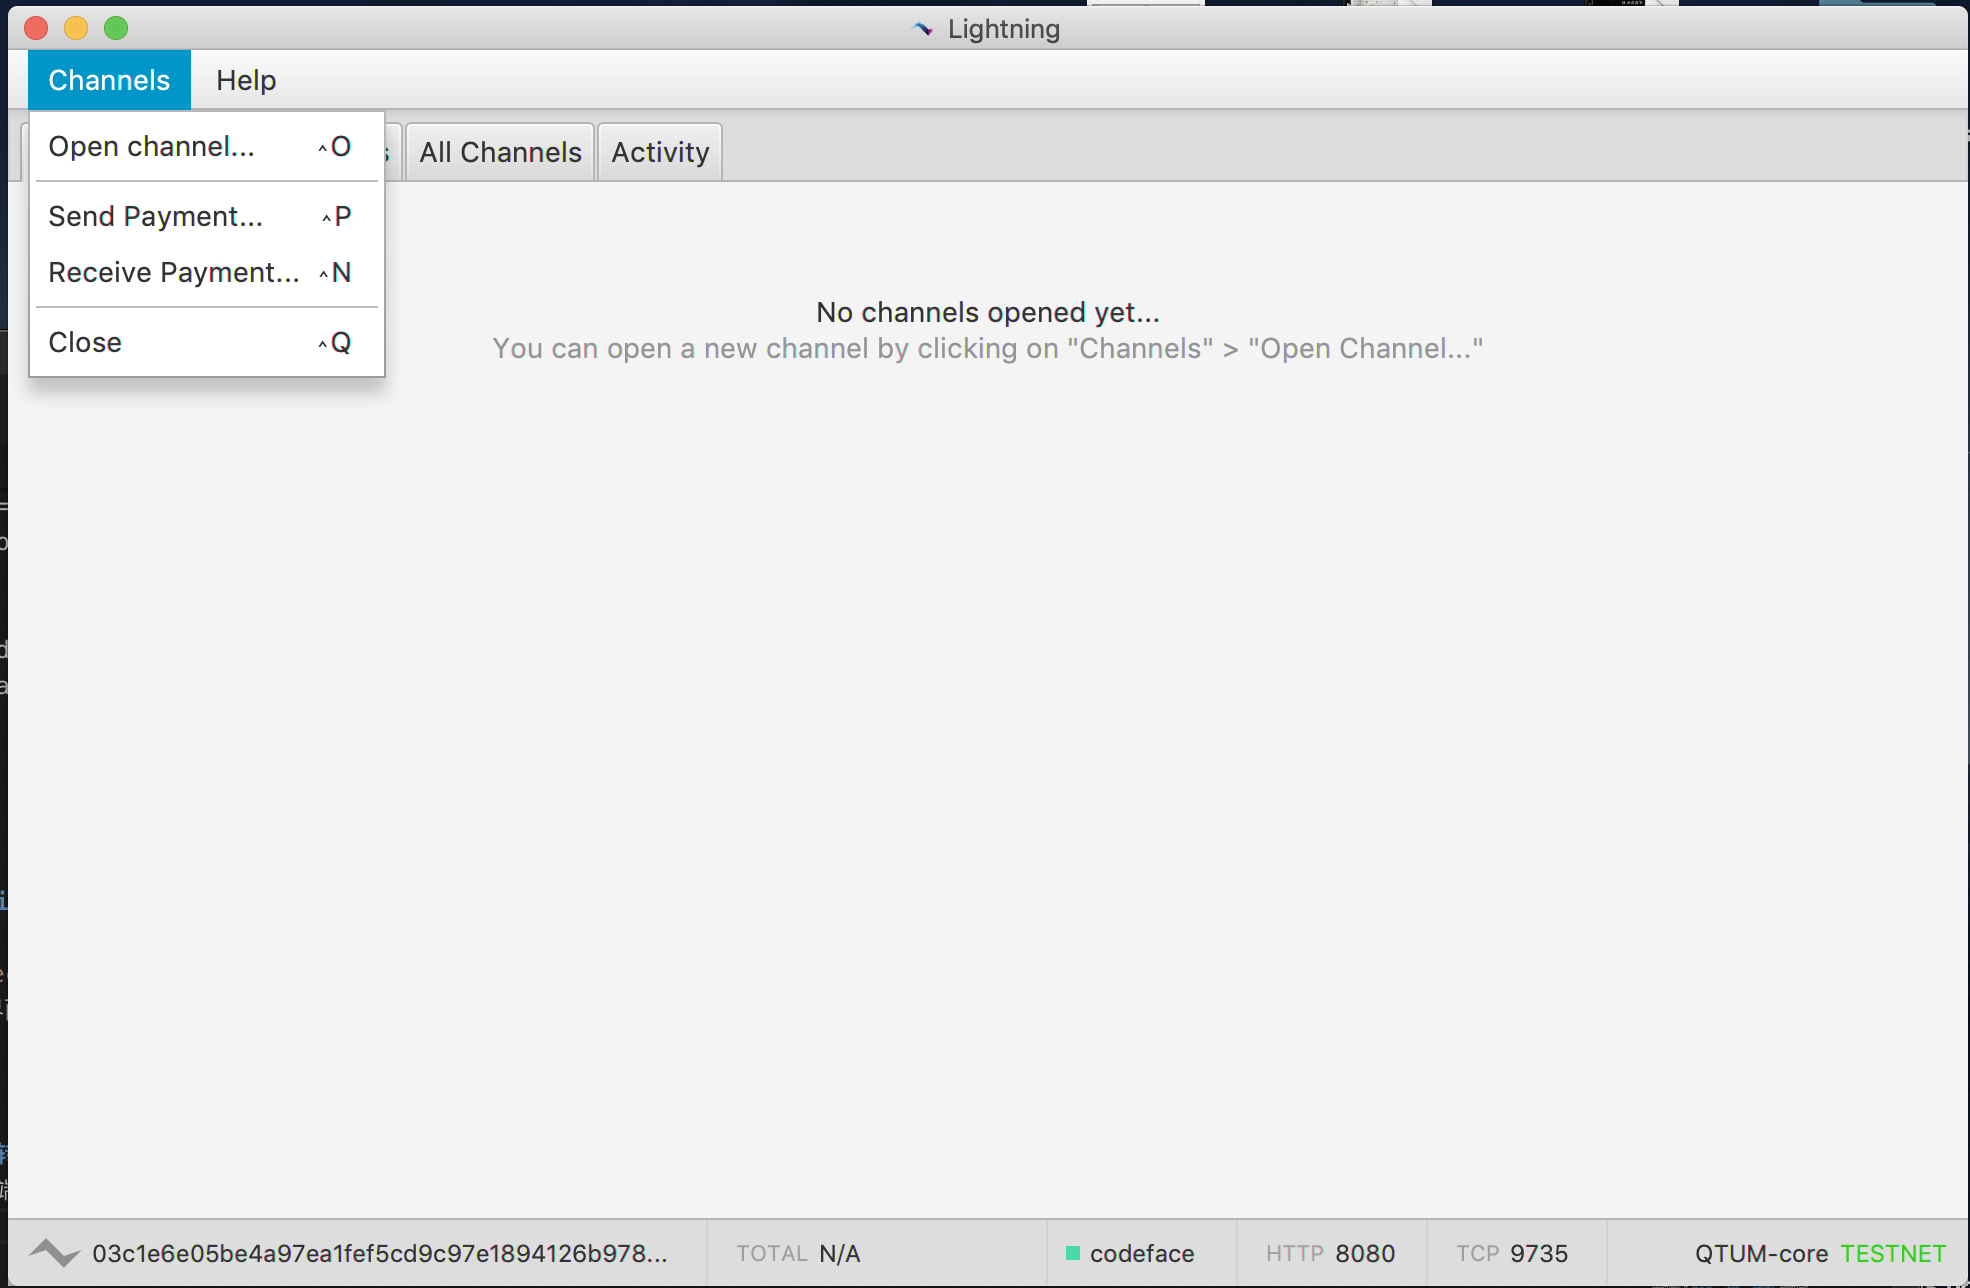 Lightning
Channels Help
Open channel... ^O
All Channels Activity
Send Payment... ^P
Receive Payment... ^N
Close ^Q
No channels opened yet...
You can open a new channel by clicking on "Channels" > "Open Channel..."
03c1e6e05be4a97ea1fef5cd9c97e1894126b978... TOTAL N/A codeface HTTP 8080 TCP 9735 QTUM-core TESTNET